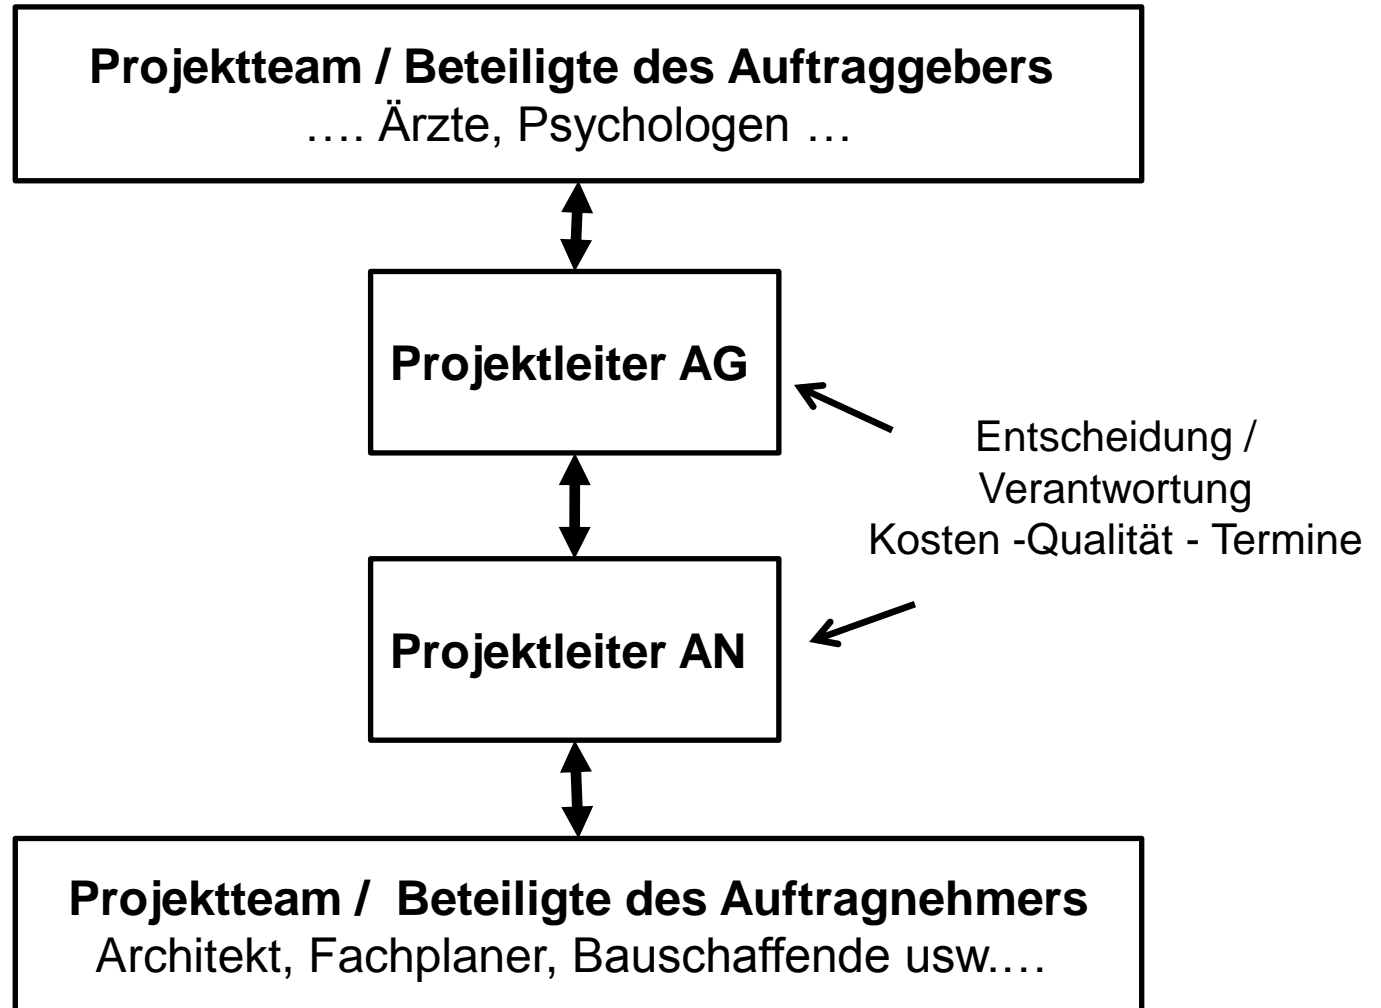 Projektteam / Beteiligte des Auftraggebers
…. Ärzte, Psychologen …
Projektleiter AG
Entscheidung /
Verantwortung
Kosten -Qualität - Termine
Projektleiter AN
Projektteam /  Beteiligte des Auftragnehmers
Architekt, Fachplaner, Bauschaffende usw.…